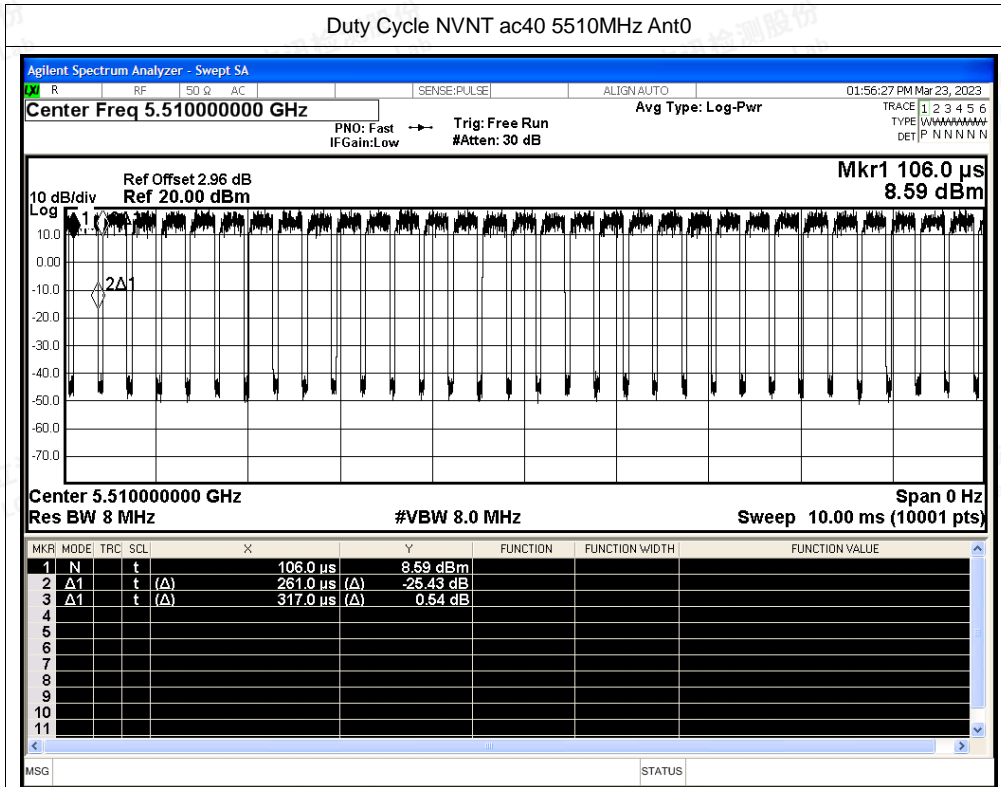 Duty Cycle NVNT ac40 5510MHz Ant0
Agilent Spectrum Analyzer - Swept SA
LXI R RF 50 Ω AC SENSE:PULSE ALIGN AUTO 01:56:27 PM Mar 23, 2023
Center Freq 5.510000000 GHz Avg Type: Log-Pwr TRACE 1 2 3 4 5 6
PNO: Fast Trig: Free Run TYPE WWWWWW
IFGain:Low #Atten: 30 dB DET P N N N N N
Mkr1 106.0 µs
Ref Offset 2.96 dB
10 dB/div Ref 20.00 dBm 8.59 dBm
Log
1
10.0
0.00
-10.0
2Δ1
-20.0
-30.0
-40.0
-50.0
-60.0
-70.0
Center 5.510000000 GHz Span 0 Hz
Res BW 8 MHz #VBW 8.0 MHz Sweep 10.00 ms (10001 pts)
MKR MODE TRC SCL X Y FUNCTION FUNCTION WIDTH FUNCTION VALUE
1 N t 106.0 µs 8.59 dBm
2 Δ1 t (Δ) 261.0 µs (Δ) -25.43 dB
3 Δ1 t (Δ) 317.0 µs (Δ) 0.54 dB
4
5
6
7
8
9
10
11
MSG STATUS